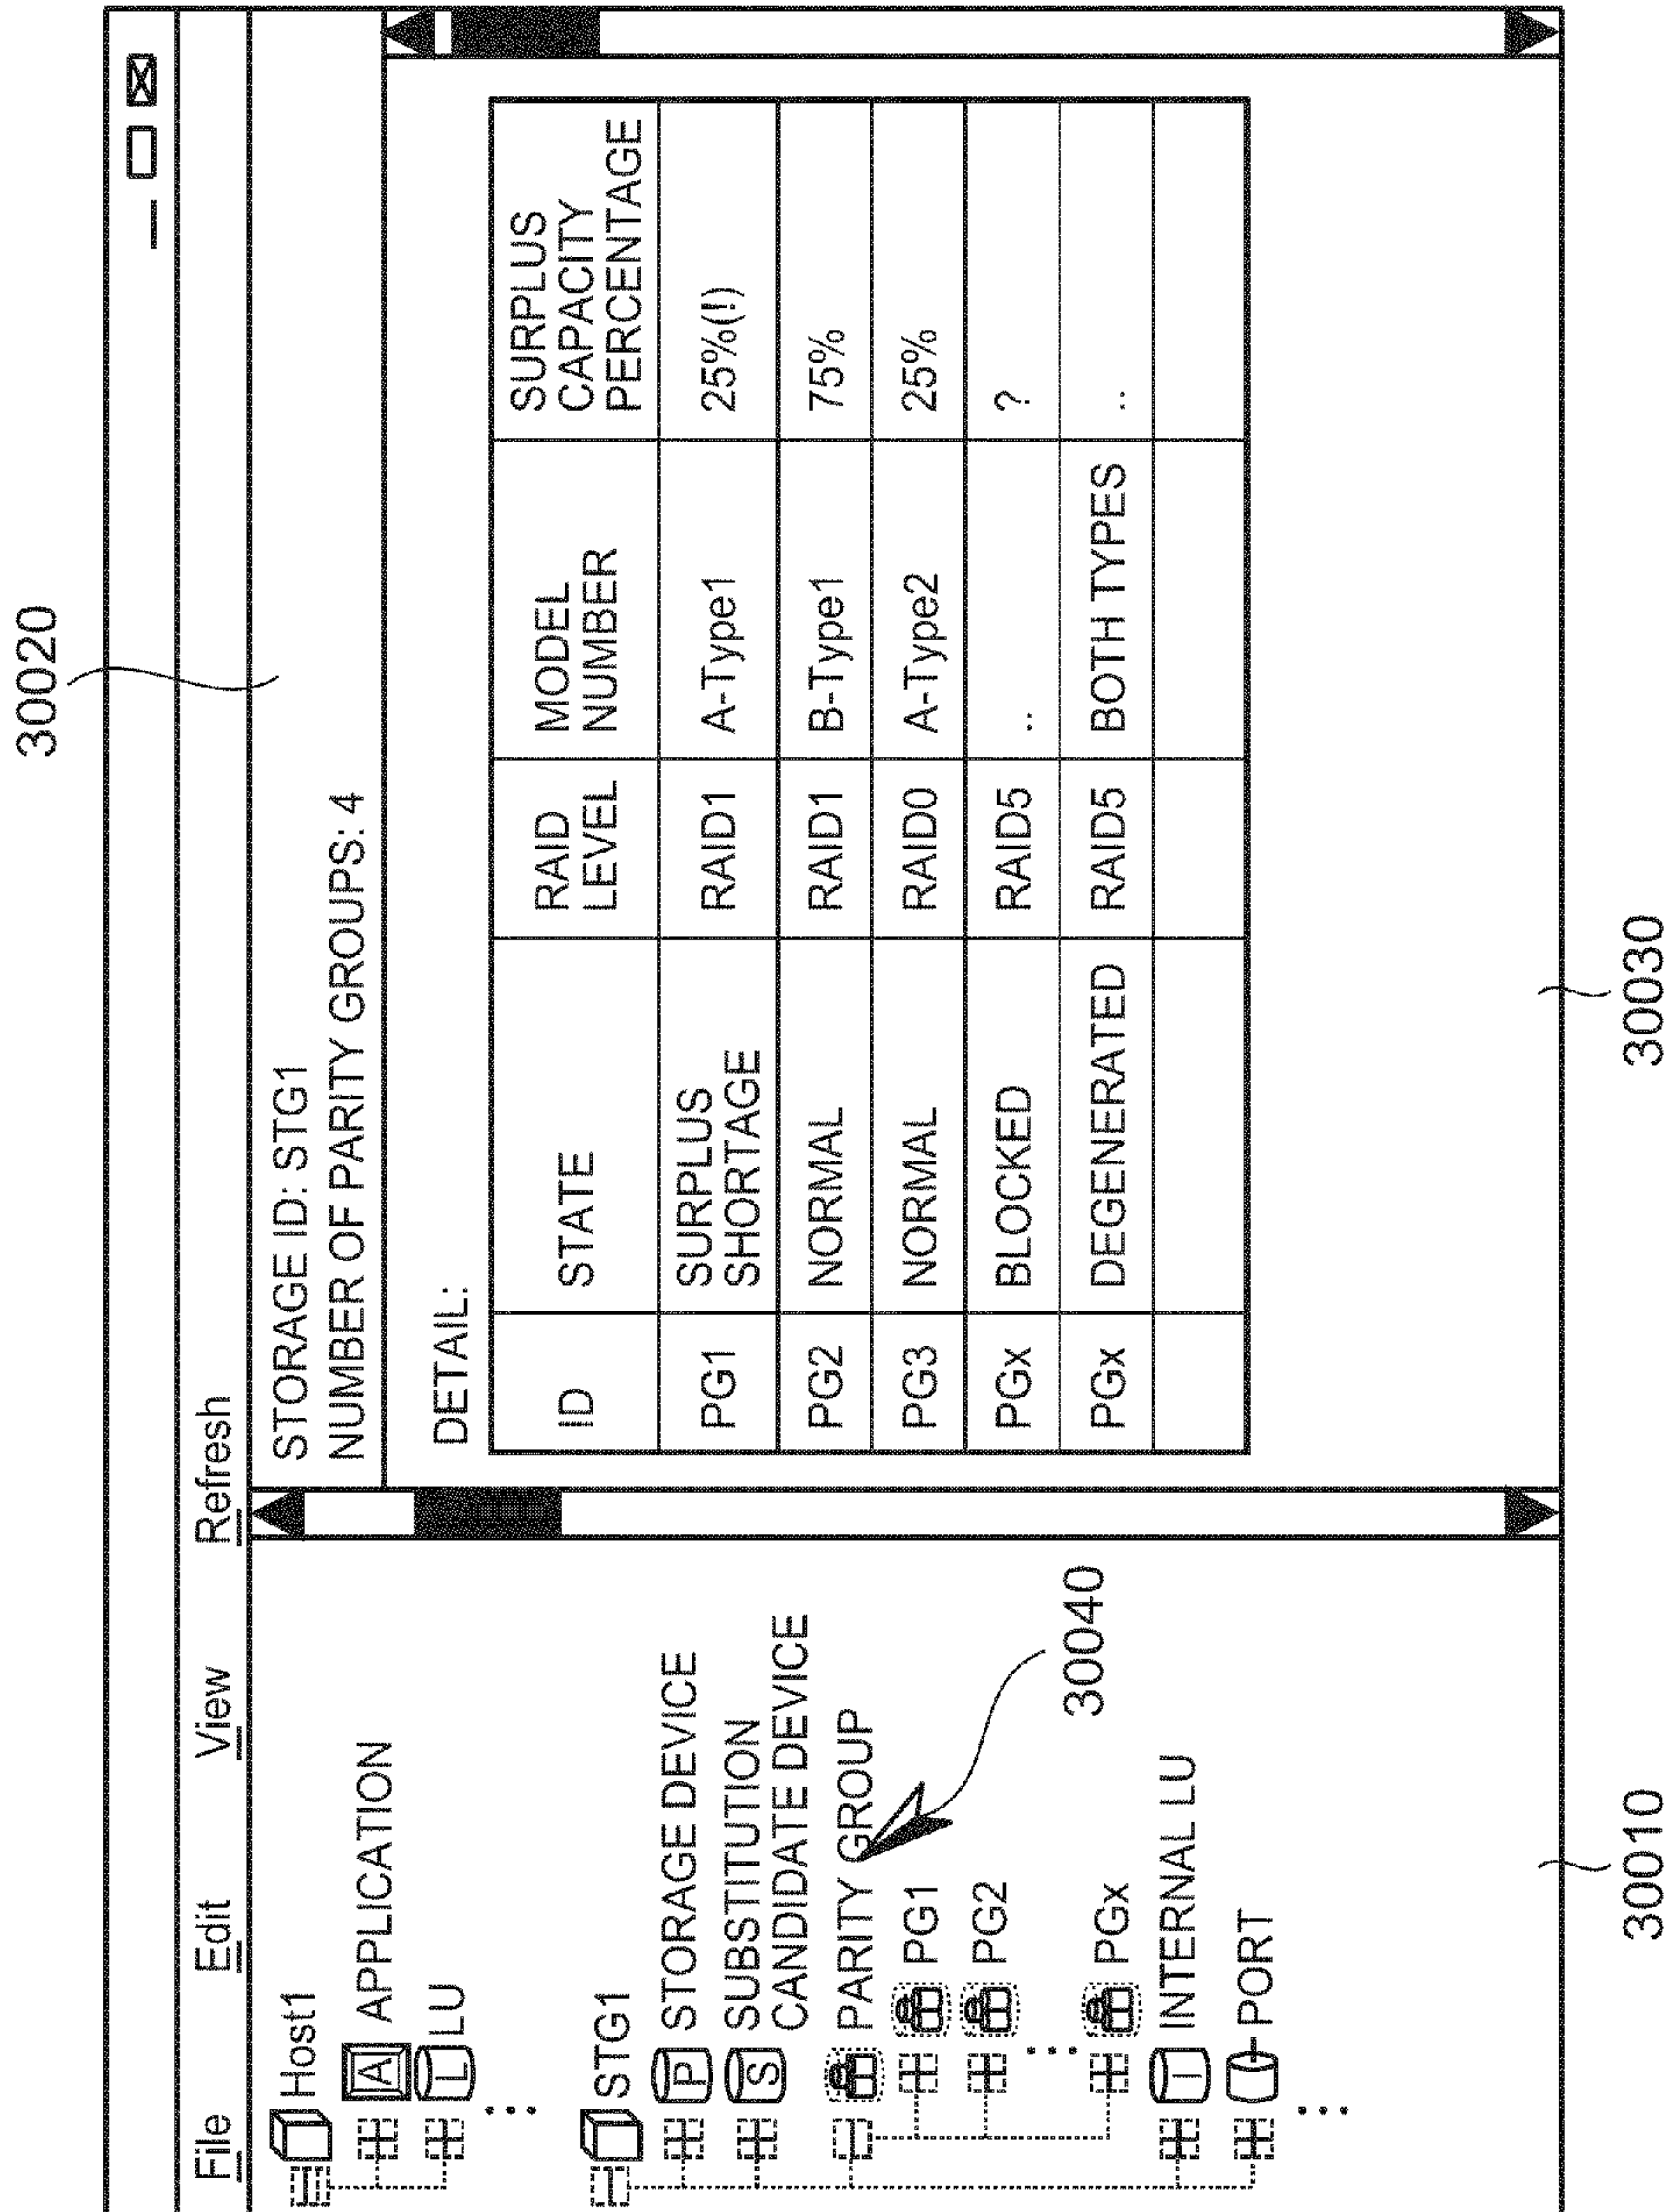 30020
File Edit View Refresh
Host1
A APPLICATION
L LU
STG1
P STORAGE DEVICE
S SUBSTITUTION
CANDIDATE DEVICE
PARITY GROUP
PG1
PG2
PGx
I INTERNAL LU
PORT
30040
30010
STORAGE ID: STG1
NUMBER OF PARITY GROUPS: 4
DETAIL:
ID STATE RAID LEVEL MODEL NUMBER SURPLUS CAPACITY PERCENTAGE
PG1 SURPLUS SHORTAGE RAID1 A-Type1 25%(!)
PG2 NORMAL RAID1 B-Type1 75%
PG3 NORMAL RAID0 A-Type2 25%
PGx BLOCKED RAID5 .. ?
PGx DEGENERATED RAID5 BOTH TYPES ..
30030